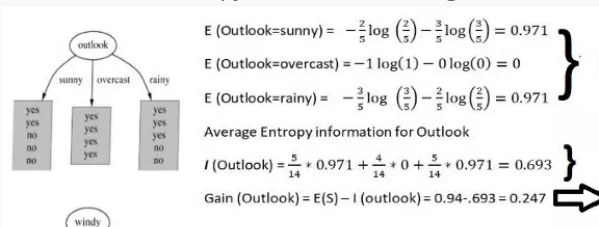 outlook
sunny overcast rainy
yes
yes
no
no
no
yes
yes
yes
yes
yes
yes
yes
no
no
windy
E (Outlook=sunny) = −2/5 log (2/5) − 3/5 log(3/5) = 0.971
E (Outlook=overcast) = −1 log(1) − 0 log(0) = 0
E (Outlook=rainy) = −3/5 log (3/5) − 2/5 log(2/5) = 0.971
Average Entropy information for Outlook
I (Outlook) = 5/14 * 0.971 + 4/14 * 0 + 5/14 * 0.971 = 0.693
Gain (Outlook) = E(S) – I (outlook) = 0.94-.693 = 0.247